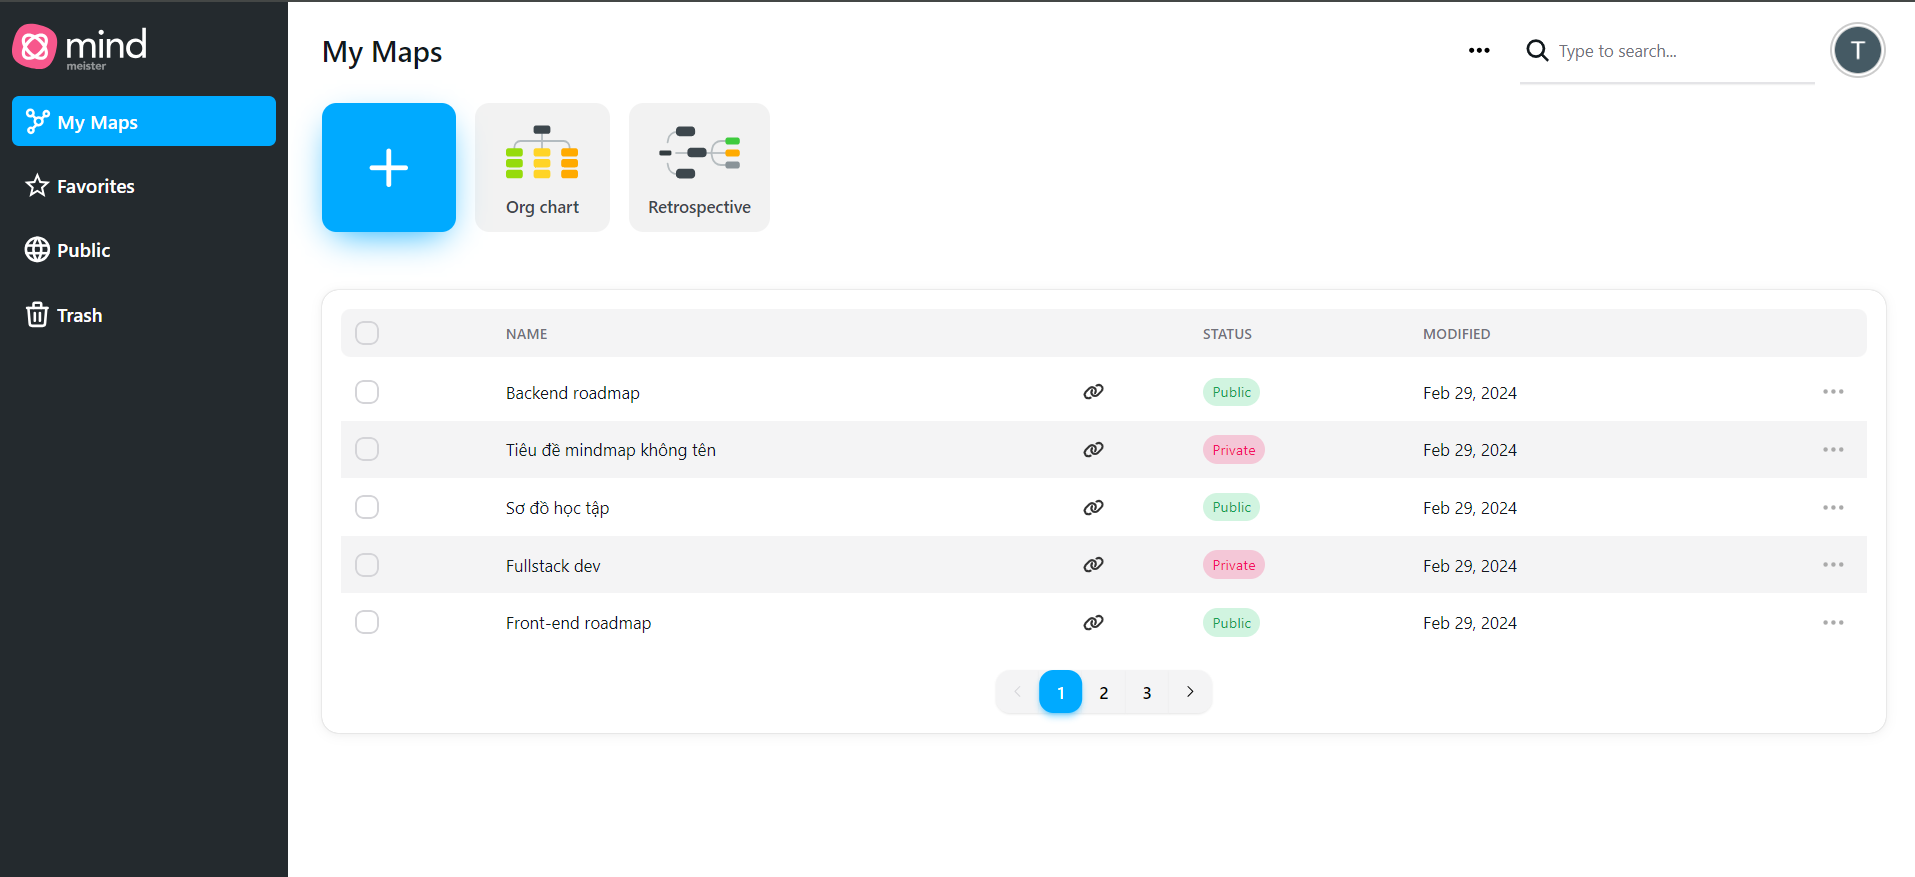 mind
meister
My Maps
Favorites
Public
Trash
My Maps
Type to search...
T
Org chart
Retrospective
NAME STATUS MODIFIED
Backend roadmap Public Feb 29, 2024
Tiêu đề mindmap không tên Private Feb 29, 2024
Sơ đồ học tập Public Feb 29, 2024
Fullstack dev Private Feb 29, 2024
Front-end roadmap Public Feb 29, 2024
1 2 3